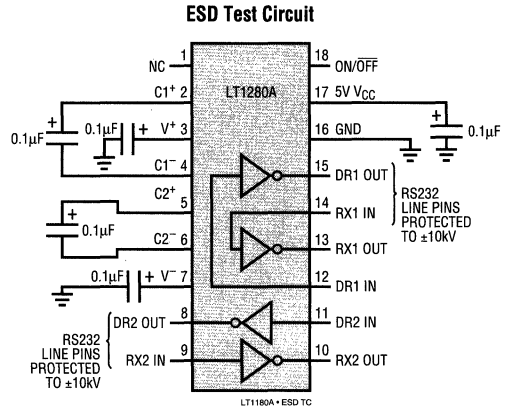 ESD Test Circuit
1
NC
18
ON/OFF
LT1280A
C1+ 2
17 5V VCC
+
0.1µF
0.1µF + V+ 3
16 GND
+
0.1µF
C1− 4
15 DR1 OUT
C2+
5
14 RX1 IN
RS232
LINE PINS
PROTECTED
TO ±10kV
+
0.1µF
C2− 6
13 RX1 OUT
0.1µF + V− 7
12 DR1 IN
DR2 OUT 8
11 DR2 IN
RS232
LINE PINS
PROTECTED
TO ±10kV
RX2 IN 9
10 RX2 OUT
LT1180A • ESD TC